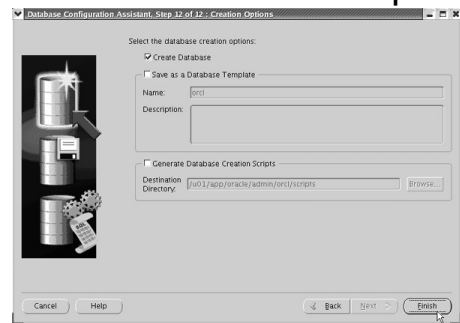 Database Configuration Assistant, Step 12 of 12 : Creation Options
Select the database creation options:
Create Database
Save as a Database Template
Name: orcl
Description:
Generate Database Creation Scripts
Destination Directory: /u01/app/oracle/admin/orcl/scripts Browse...
SQL
Cancel Help Back Next Finish